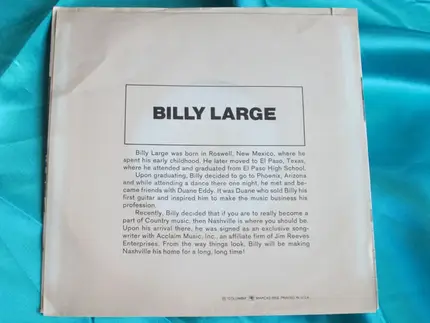 BILLY LARGE
Billy Large was born in Roswell, New Mexico, where he
spent his early childhood. He later moved to El Paso, Texas,
where he attended and graduated from El Paso High School.
Upon graduating, Billy decided to go to Phoenix, Arizona
and while attending a dance there one night, he met and be-
came friends with Duane Eddy. It was Duane who sold Billy his
first guitar and inspired him to make the music business his
profession.
Recently, Billy decided that if you are to really become a
part of Country music, then Nashville is where you should be.
Upon his arrival there, he was signed as an exclusive song-
writer with Acclaim Music, Inc., an affiliate firm of Jim Reeves
Enterprises. From the way things look, Billy will be making
Nashville his home for a long, long time!
COLUMBIA PRINTED IN U.S.A.